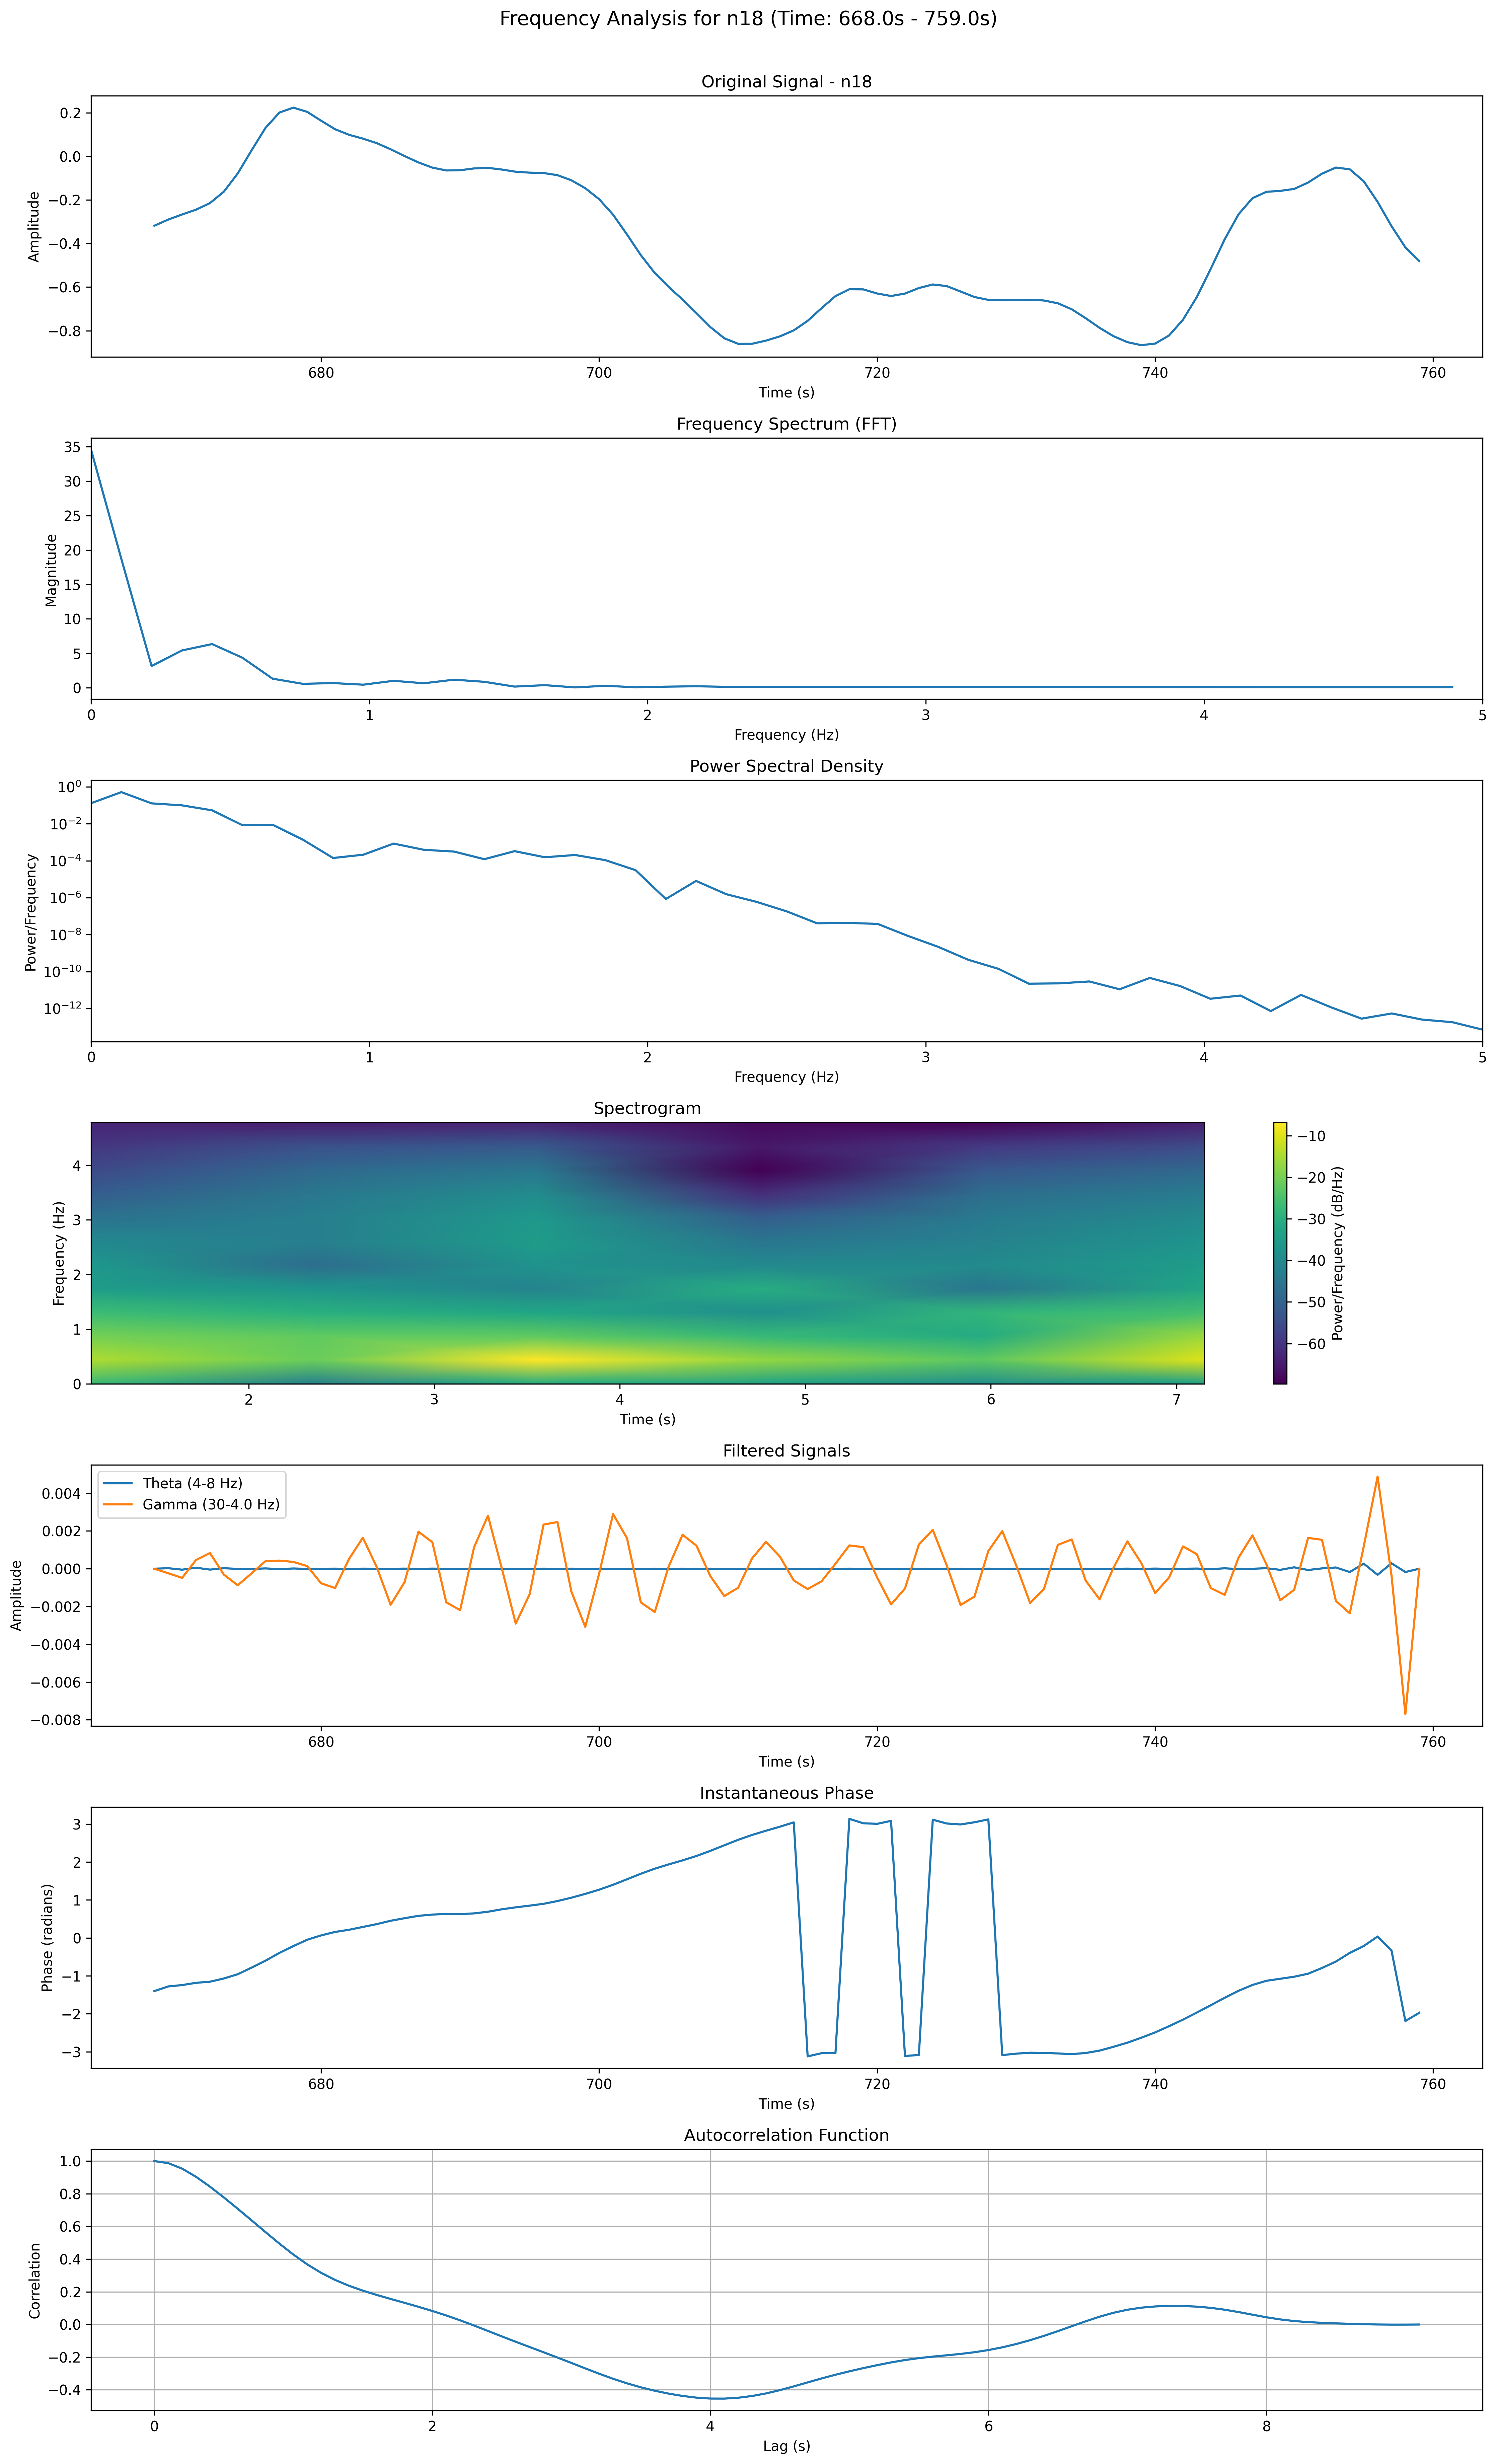 Frequency Analysis for n18 (Time: 668.0s - 759.0s)
Original Signal - n18
0.2
0.0
−0.2
−0.4
−0.6
−0.8
Amplitude
680 700 720 740 760
Time (s)
Frequency Spectrum (FFT)
35
30
25
20
15
10
5
0
Magnitude
0 1 2 3 4 5
Frequency (Hz)
Power Spectral Density
10⁰
10⁻²
10⁻⁴
10⁻⁶
10⁻⁸
10⁻¹⁰
10⁻¹²
Power/Frequency
0 1 2 3 4 5
Frequency (Hz)
Spectrogram
4
3
2
1
0
Frequency (Hz)
2 3 4 5 6 7
Time (s)
−10
−20
−30
−40
−50
−60
Power/Frequency (dB/Hz)
Filtered Signals
Theta (4-8 Hz)
Gamma (30-4.0 Hz)
0.004
0.002
0.000
−0.002
−0.004
−0.006
−0.008
Amplitude
680 700 720 740 760
Time (s)
Instantaneous Phase
3
2
1
0
−1
−2
−3
Phase (radians)
680 700 720 740 760
Time (s)
Autocorrelation Function
1.0
0.8
0.6
0.4
0.2
0.0
−0.2
−0.4
Correlation
0 2 4 6 8
Lag (s)